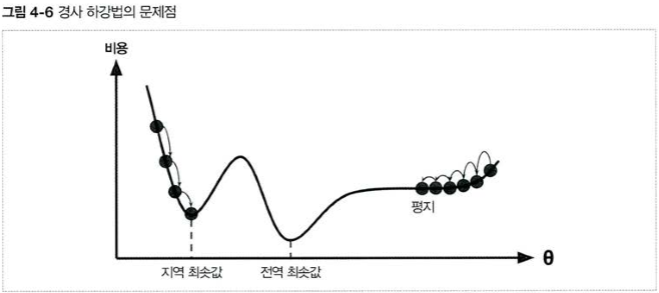 그림 4-6 경사 하강법의 문제점
비용
평지
θ
지역 최솟값
전역 최솟값